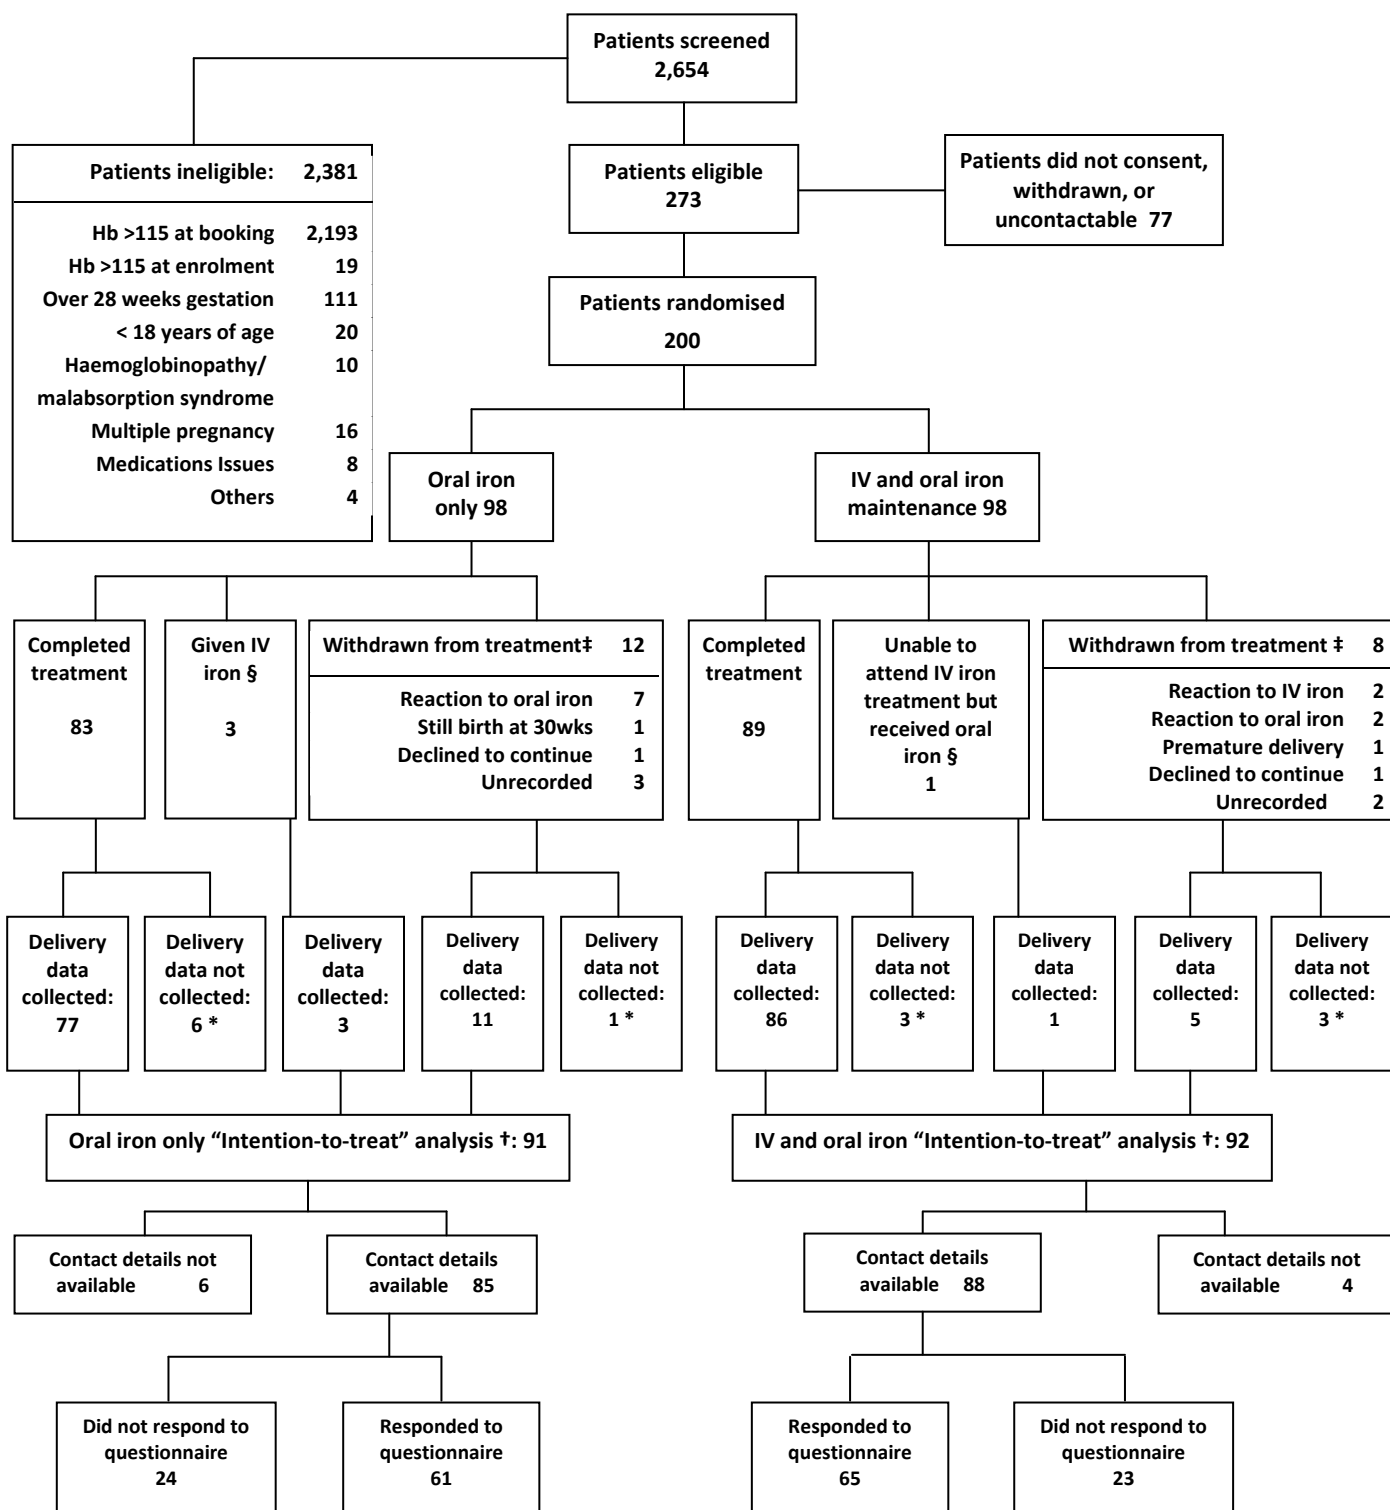 Patients screened
2,654
Patients ineligible: 2,381
Hb >115 at booking 2,193
Hb >115 at enrolment 19
Over 28 weeks gestation 111
< 18 years of age 20
Haemoglobinopathy/ 10
malabsorption syndrome
Multiple pregnancy 16
Medications Issues 8
Others 4
Patients eligible
273
Patients did not consent,
withdrawn, or
uncontactable 77
Patients randomised
200
Oral iron
only 98
IV and oral iron
maintenance 98
Completed
treatment
83
Given IV
iron §
3
Withdrawn from treatment‡ 12
Reaction to oral iron 7
Still birth at 30wks 1
Declined to continue 1
Unrecorded 3
Completed
treatment
89
Unable to
attend IV iron
treatment but
received oral
iron §
1
Withdrawn from treatment ‡ 8
Reaction to IV iron 2
Reaction to oral iron 2
Premature delivery 1
Declined to continue 1
Unrecorded 2
Delivery
data
collected:
77
Delivery
data not
collected:
6 *
Delivery
data
collected:
3
Delivery
data
collected:
11
Delivery
data not
collected:
1 *
Delivery
data
collected:
86
Delivery
data not
collected:
3 *
Delivery
data
collected:
1
Delivery
data
collected:
5
Delivery
data not
collected:
3 *
Oral iron only “Intention-to-treat” analysis †: 91
IV and oral iron “Intention-to-treat” analysis †: 92
Contact details not
available 6
Contact details
available 85
Contact details
available 88
Contact details not
available 4
Did not respond to
questionnaire
24
Responded to
questionnaire
61
Responded to
questionnaire
65
Did not respond to
questionnaire
23